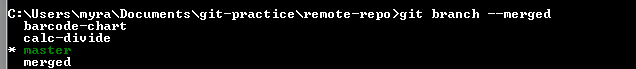 C:\Users\myra\Documents\git-practice\remote-repo>git branch --merged
  barcode-chart
  calc-divide
* master
  merged